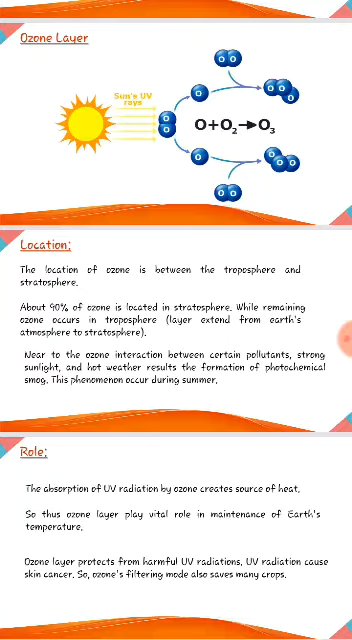 Ozone Layer
Sun's UV
rays
O O
O
O O
O
O
O
O+O₂→O₃
O
O
O
O
O O
Location:
The location of ozone is between the troposphere and
stratosphere.
About 90% of ozone is located in stratosphere. While remaining
ozone occurs in troposphere (layer extend from earth's
atmosphere to stratosphere).
Near to the ozone interaction between certain pollutants, strong
sunlight, and hot weather results the formation of photochemical
smog. This phenomenon occur during summer.
Role:
The absorption of UV radiation by ozone creates source of heat.
So thus ozone layer play vital role in maintenance of Earth's
temperature.
Ozone layer protects from harmful UV radiations. UV radiation cause
skin cancer. So, ozone's filtering mode also saves many crops.